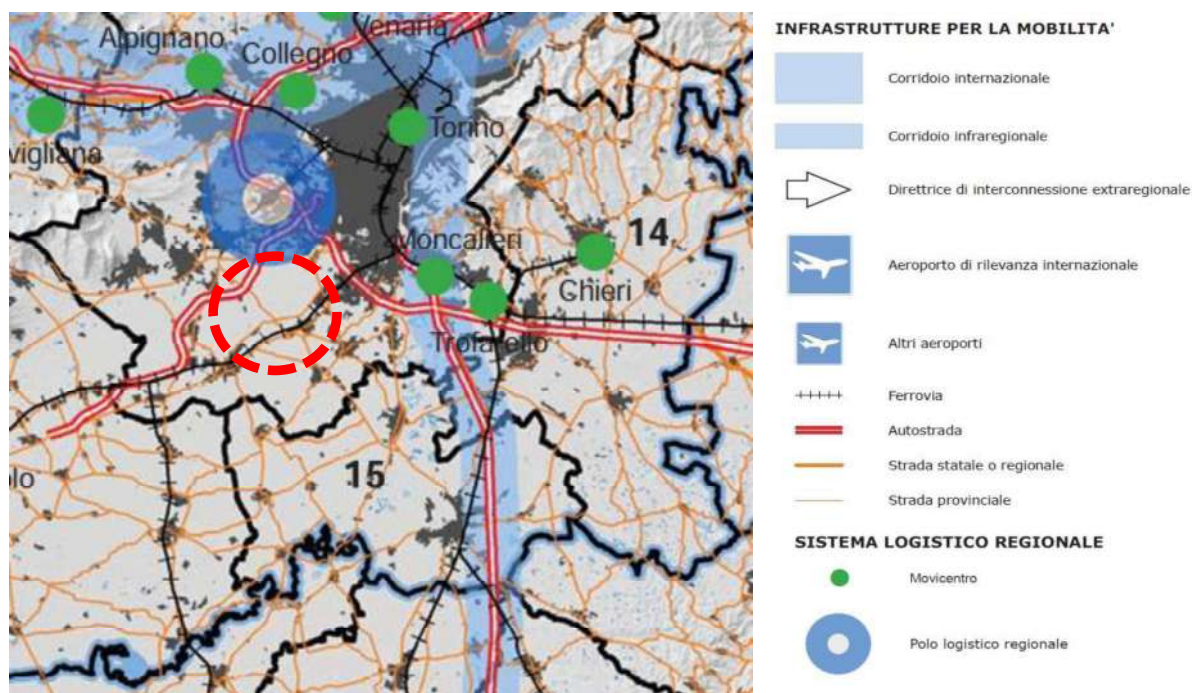 Venaria
Alpignano
Collegno
Torino
vigliana
Moncalieri
14
Chieri
Trofarello
15
olo
INFRASTRUTTURE PER LA MOBILITA'
Corridoio internazionale
Corridoio infraregionale
Direttrice di interconnessione extraregionale
Aeroporto di rilevanza internazionale
Altri aeroporti
Ferrovia
Autostrada
Strada statale o regionale
Strada provinciale
SISTEMA LOGISTICO REGIONALE
Movicentro
Polo logistico regionale